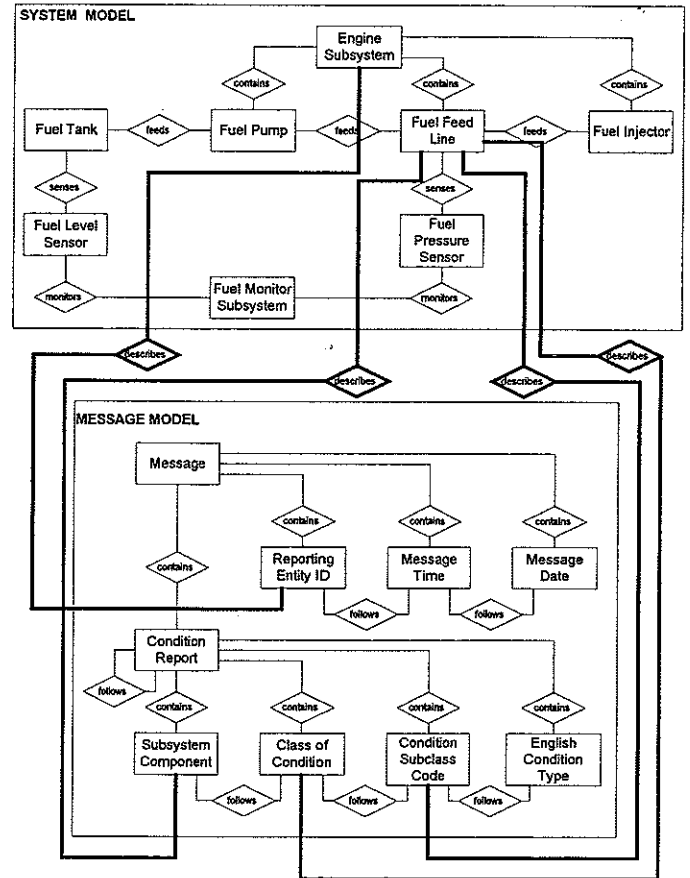 SYSTEM MODEL
Engine
Subsystem
contains
contains
contains
Fuel Tank
feeds
Fuel Pump
feeds
Fuel Feed
Line
feeds
Fuel Injector
senses
senses
Fuel Level
Sensor
Fuel
Pressure
Sensor
monitors
Fuel Monitor
Subsystem
monitors
describes
describes
describes
describes
MESSAGE MODEL
Message
contains
contains
contains
contains
Reporting
Entity ID
Message
Time
Message
Date
follows
follows
Condition
Report
follows
contains
contains
contains
contains
Subsystem
Component
Class of
Condition
Condition
Subclass
Code
English
Condition
Type
follows
follows
follows